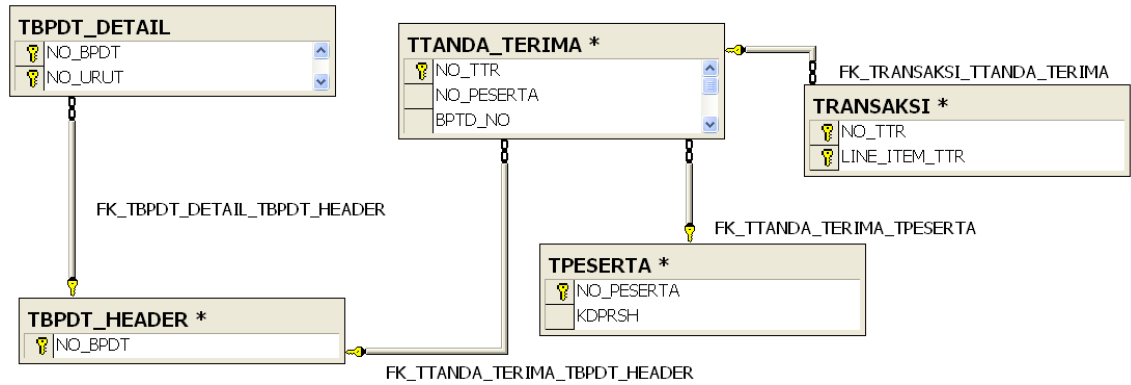 TBPDT_DETAIL
NO_BPDT
NO_URUT
TTANDA_TERIMA *
NO_TTR
NO_PESERTA
BPTD_NO
FK_TRANSAKSI_TTANDA_TERIMA
TRANSAKSI *
NO_TTR
LINE_ITEM_TTR
FK_TBPDT_DETAIL_TBPDT_HEADER
FK_TTANDA_TERIMA_TPESERTA
TPESERTA *
NO_PESERTA
KDPRSH
TBPDT_HEADER *
NO_BPDT
FK_TTANDA_TERIMA_TBPDT_HEADER